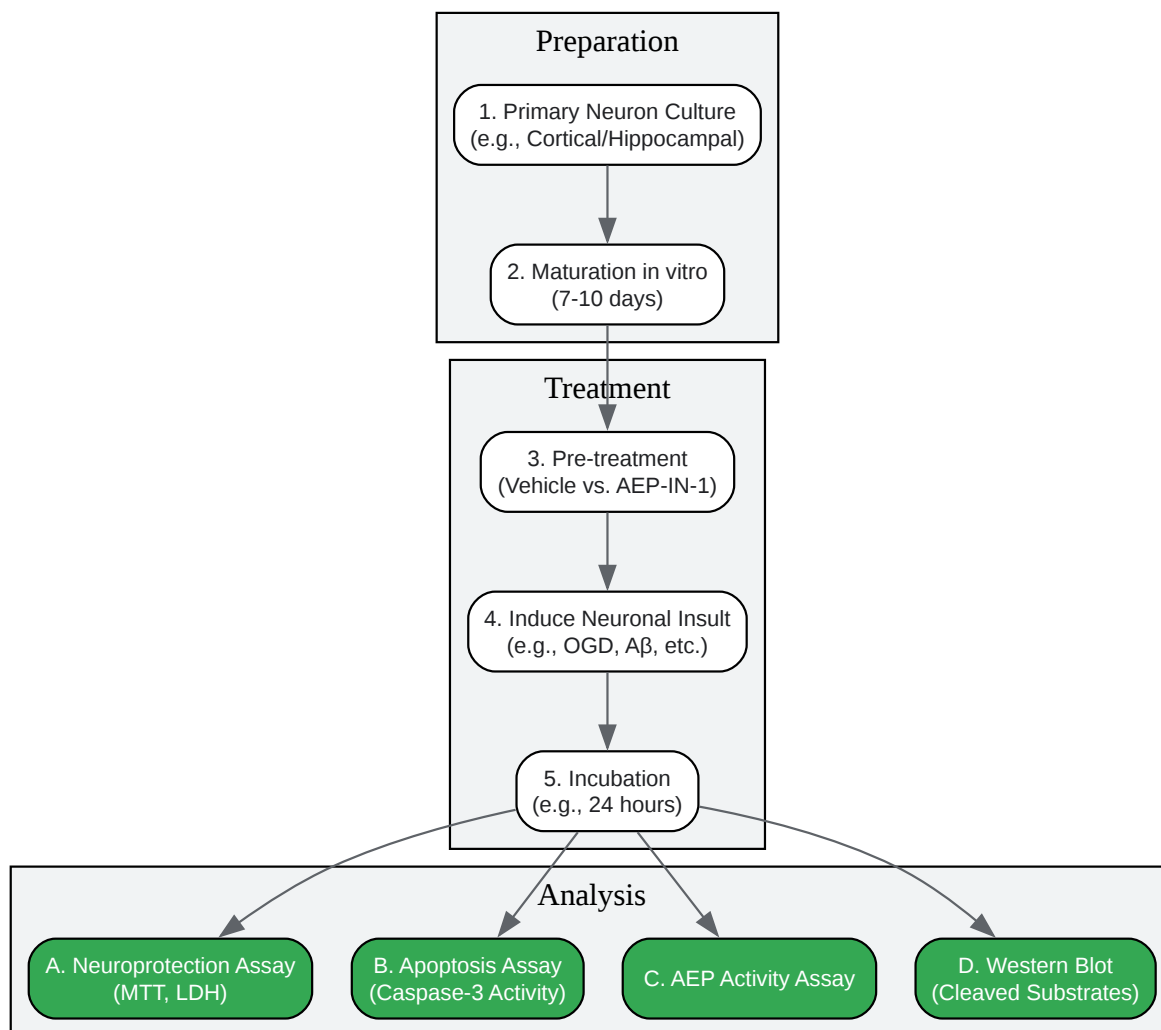 Preparation
1. Primary Neuron Culture
(e.g., Cortical/Hippocampal)
2. Maturation in vitro
(7-10 days)
Treatment
3. Pre-treatment
(Vehicle vs. AEP-IN-1)
4. Induce Neuronal Insult
(e.g., OGD, Aβ, etc.)
5. Incubation
(e.g., 24 hours)
Analysis
A. Neuroprotection Assay
(MTT, LDH)
B. Apoptosis Assay
(Caspase-3 Activity)
C. AEP Activity Assay
D. Western Blot
(Cleaved Substrates)